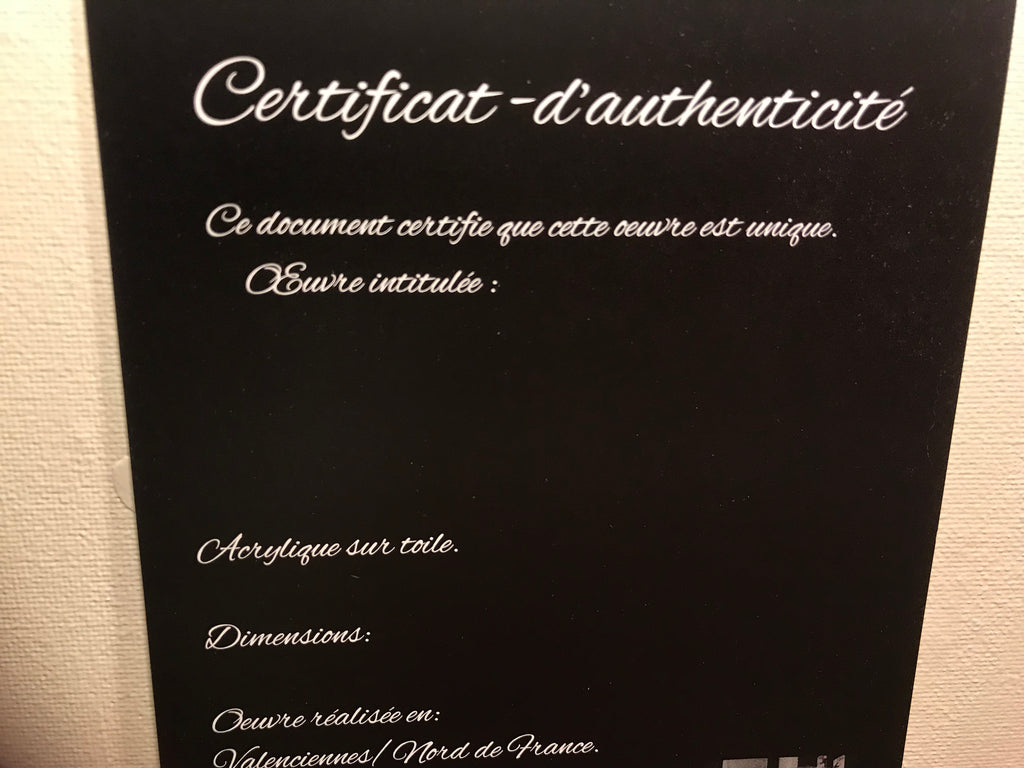 Certificat -d'authenticité
Ce document certifie que cette oeuvre est unique.
Œuvre intitulée :
Acrylique sur toile.
Dimensions:
Oeuvre réalisée en:
Valenciennes/ Nord de France.